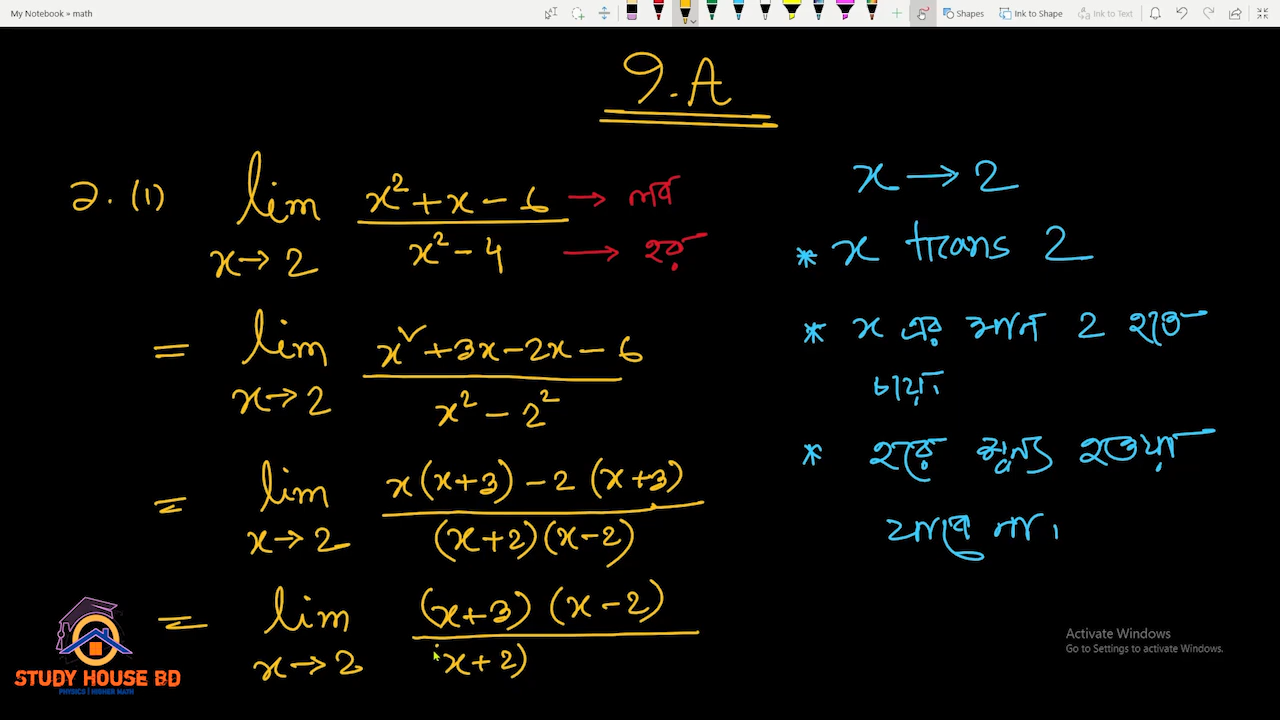 My Notebook » math
Shapes Ink to Shape Ink to Text
9.A
২. (i) lim x→2 (x² + x - 6) / (x² - 4) → লব → হর
= lim x→2 (x² + 3x - 2x - 6) / (x² - 2²)
= lim x→2 (x(x+3) - 2(x+3)) / ((x+2)(x-2))
= lim x→2 (x+3)(x-2) / (x+2)
x → 2
* x trans 2
* x এর মান 2 হতে
চায়।
* হরে শূন্য হওয়া
যাবে না।
STUDY HOUSE BD
PHYSICS | HIGHER MATH
Activate Windows
Go to Settings to activate Windows.